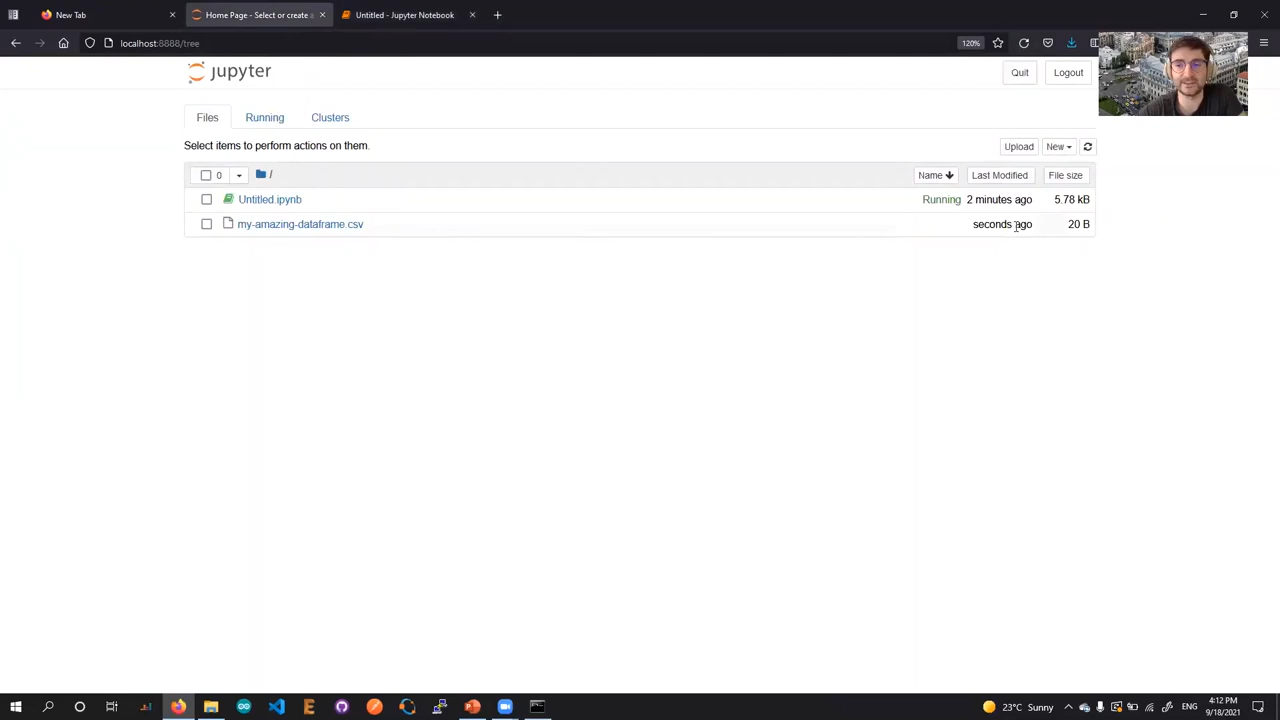 New Tab
Home Page - Select or create a
Untitled - Jupyter Notebook
localhost:8888/tree
120%
jupyter
Quit
Logout
Files
Running
Clusters
Select items to perform actions on them.
Upload
New
0
/
Name
Last Modified
File size
Untitled.ipynb
Running
2 minutes ago
5.78 kB
my-amazing-dataframe.csv
seconds ago
20 B
23°C Sunny
ENG
4:12 PM
9/18/2021